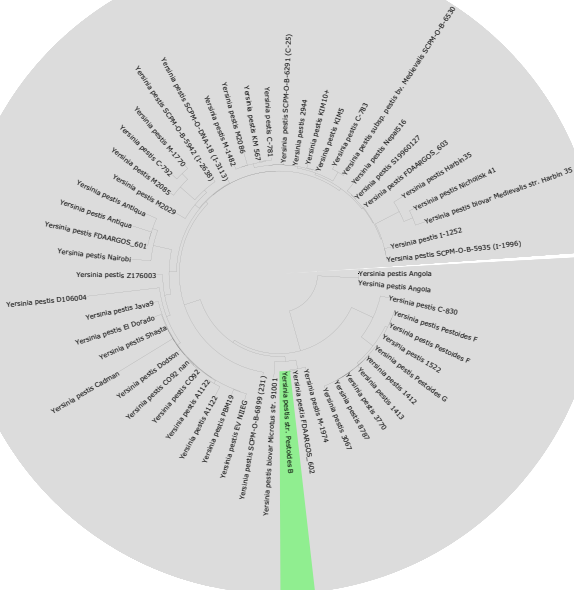 Yersinia pestis SCPM-O-B-6291 (C-25)
Yersinia pestis 2944
Yersinia pestis KIM10+
Yersinia pestis KIM5
Yersinia pestis C-783
Yersinia pestis subsp. pestis bv. Medievalis SCPM-O-B-6530
Yersinia pestis Nepal516
Yersinia pestis S19960127
Yersinia pestis FDAARGOS_603
Yersinia pestis Harbin35
Yersinia pestis Nicholisk 41
Yersinia pestis biovar Medievalis str. Harbin 35
Yersinia pestis I-1252
Yersinia pestis SCPM-O-B-5935 (I-1996)
Yersinia pestis Angola
Yersinia pestis Angola
Yersinia pestis C-830
Yersinia pestis Pestoides F
Yersinia pestis Pestoides F
Yersinia pestis 1522
Yersinia pestis Pestoides G
Yersinia pestis 1412
Yersinia pestis 1413
Yersinia pestis 3770
Yersinia pestis 8787
Yersinia pestis 3067
Yersinia pestis M-1974
Yersinia pestis FDAARGOS_602
Yersinia pestis str. Pestoides B
Yersinia pestis biovar Microtus str. 91001
Yersinia pestis SCPM-O-B-6899 (231)
Yersinia pestis EV NIIEG
Yersinia pestis PBM19
Yersinia pestis A1122
Yersinia pestis A1122
Yersinia pestis CO92
Yersinia pestis CO92_nan
Yersinia pestis Dodson
Yersinia pestis Cadman
Yersinia pestis Shasta
Yersinia pestis El Dorado
Yersinia pestis Java9
Yersinia pestis D106004
Yersinia pestis Z176003
Yersinia pestis Nairobi
Yersinia pestis FDAARGOS_601
Yersinia pestis Antiqua
Yersinia pestis Antiqua
Yersinia pestis M2029
Yersinia pestis M2085
Yersinia pestis C-792
Yersinia pestis M-1770
Yersinia pestis SCPM-O-B-5942 (I-2638)
Yersinia pestis SCPM-O-DNA-18 (I-3113)
Yersinia pestis M-1482
Yersinia pestis M2086
Yersinia pestis KM 567
Yersinia pestis C-781